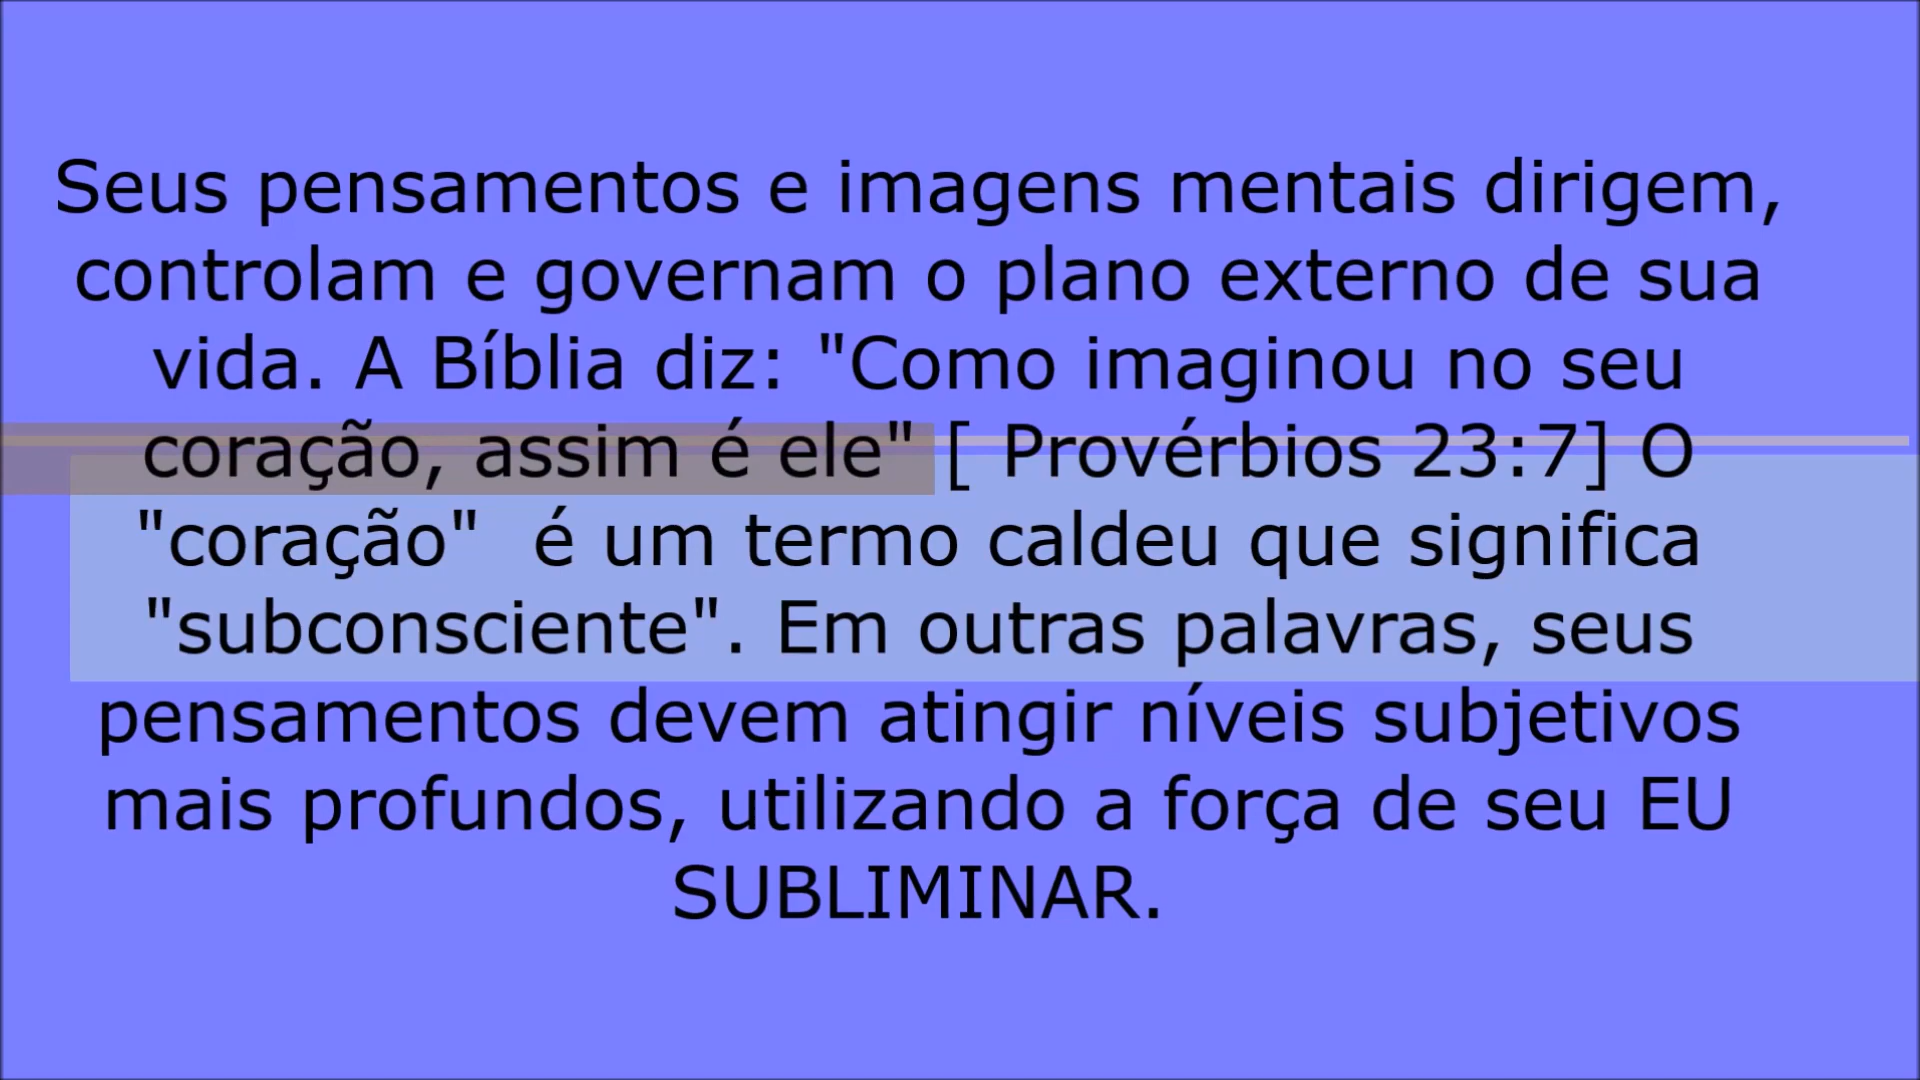 Seus pensamentos e imagens mentais dirigem,
controlam e governam o plano externo de sua
vida. A Bíblia diz: "Como imaginou no seu
coração, assim é ele" [ Provérbios 23:7] O
"coração"  é um termo caldeu que significa
"subconsciente". Em outras palavras, seus
pensamentos devem atingir níveis subjetivos
mais profundos, utilizando a força de seu EU
SUBLIMINAR.